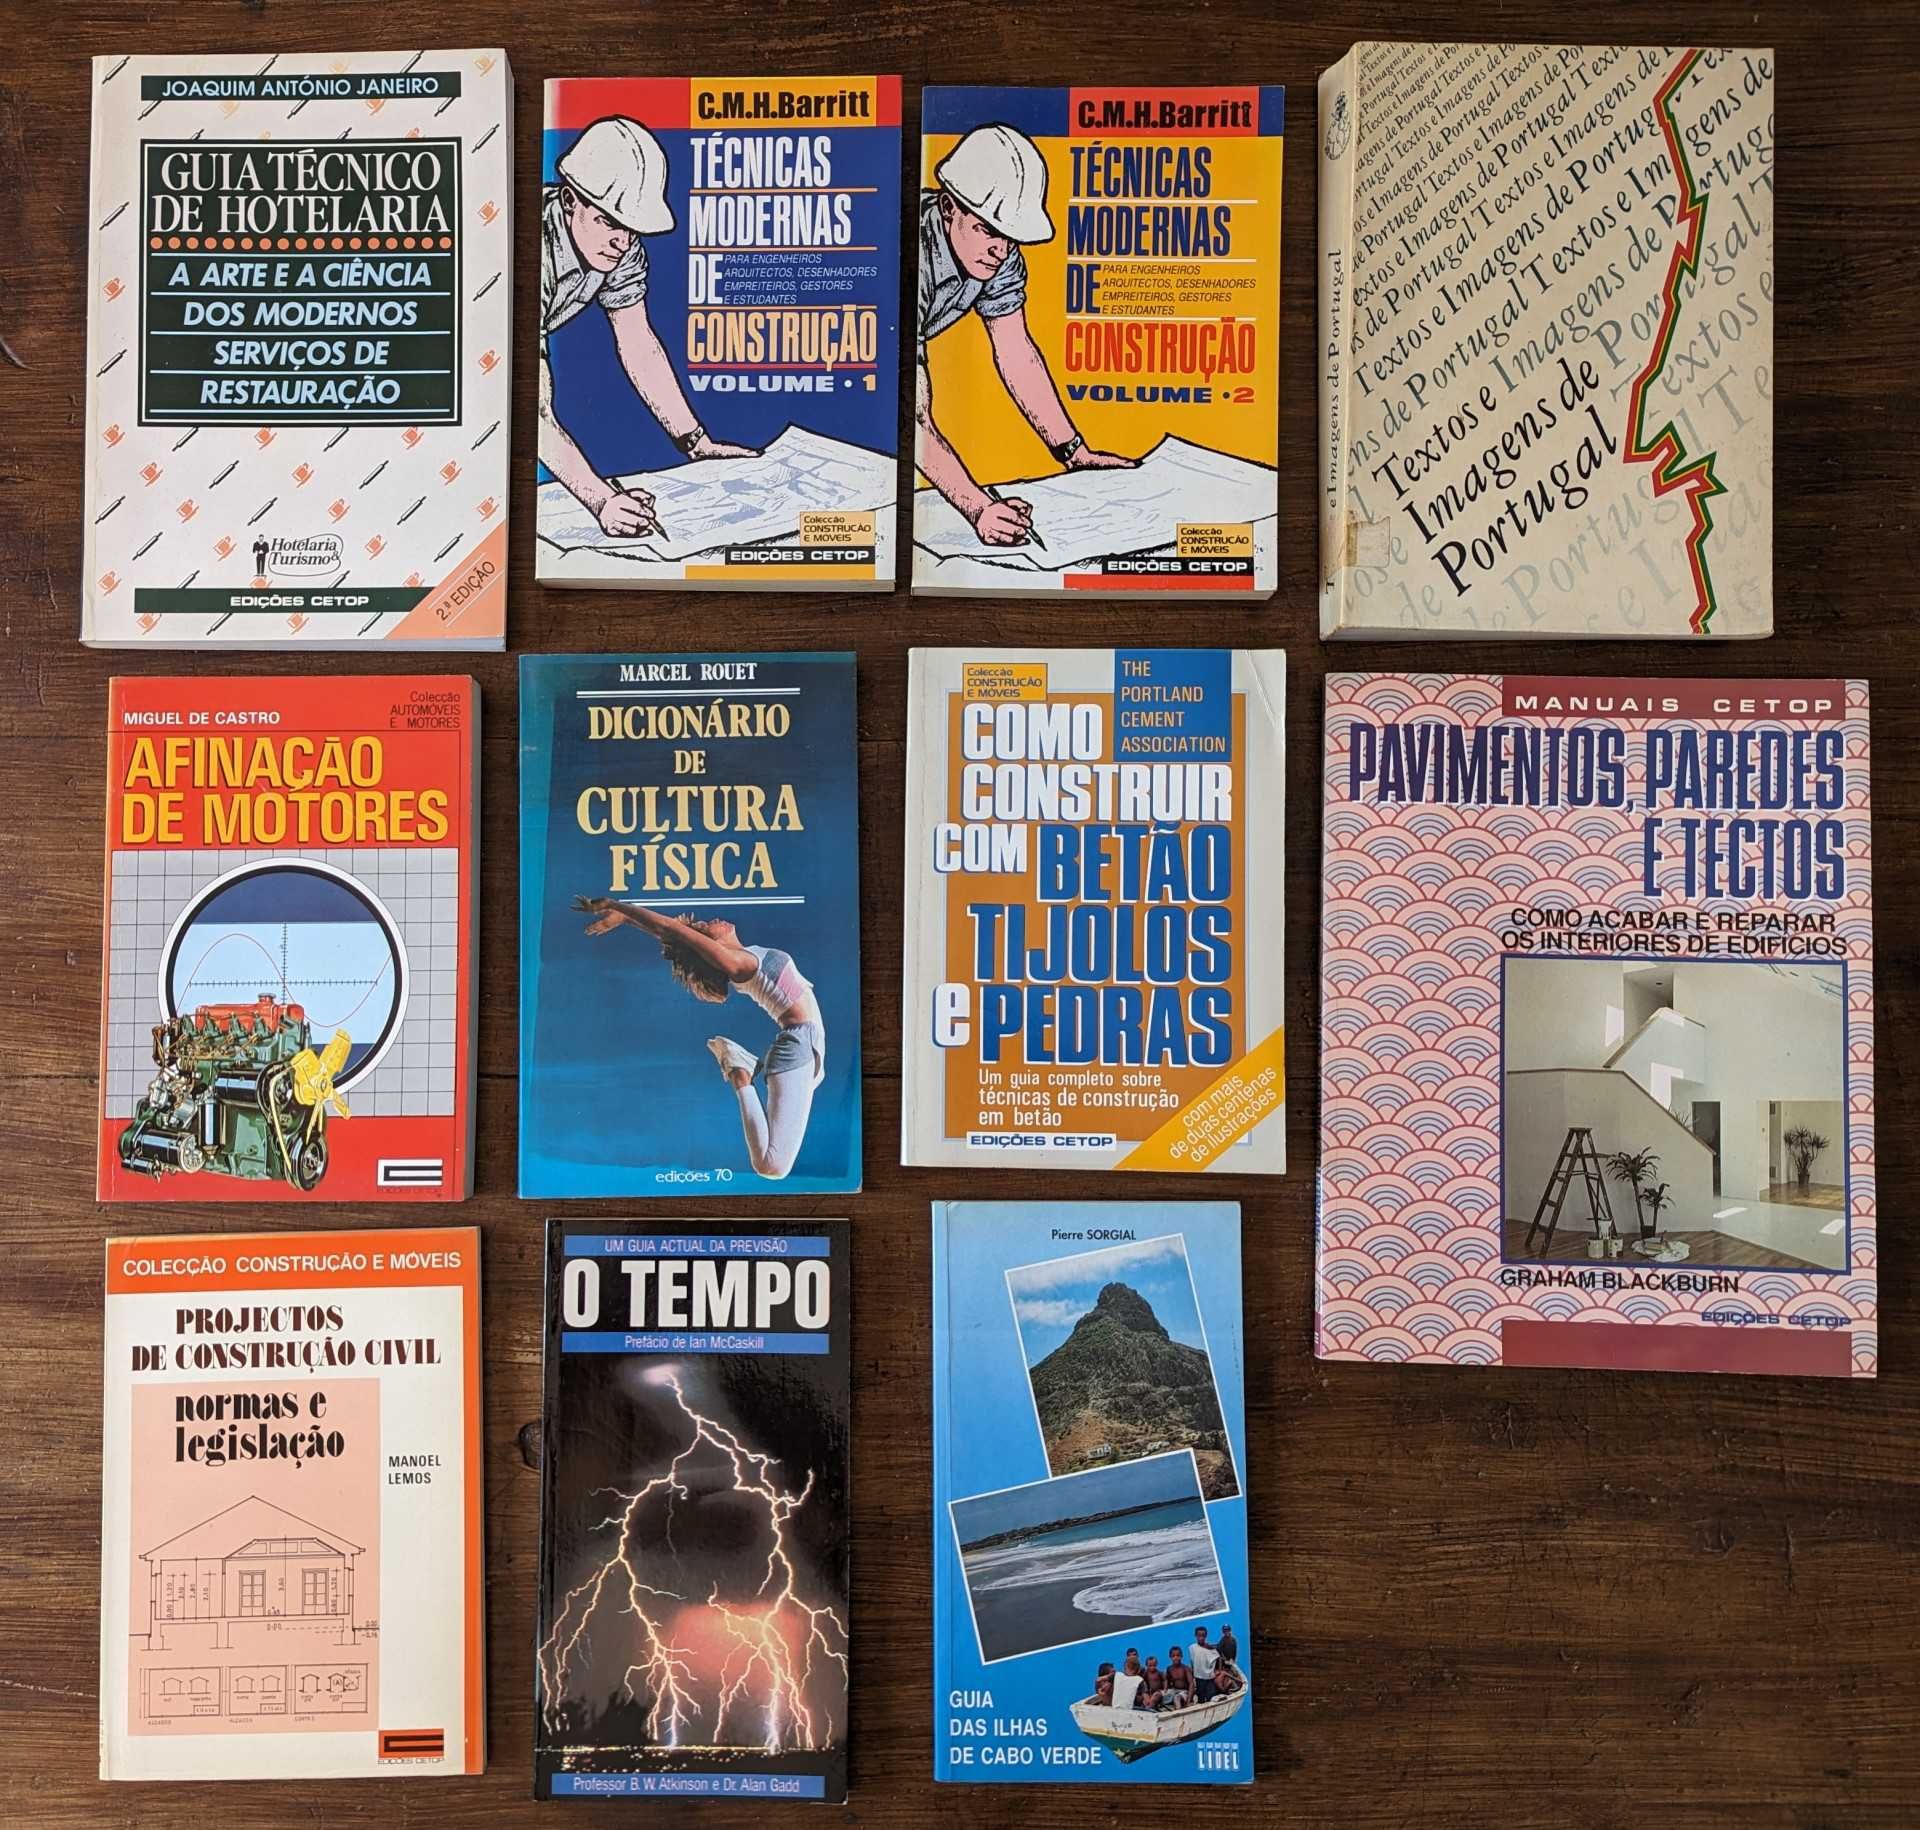 JOAQUIM ANTÓNIO JANEIRO
GUIA TÉCNICO
DE HOTELARIA
A ARTE E A CIÊNCIA
DOS MODERNOS
SERVIÇOS DE
RESTAURAÇÃO
Hotelaria
& Turismo
EDIÇÕES CETOP
2.ª EDIÇÃO
C.M.H.Barritt
TÉCNICAS
MODERNAS
DE
PARA ENGENHEIROS
ARQUITECTOS, DESENHADORES
EMPREITEIROS, GESTORES
E ESTUDANTES
CONSTRUÇÃO
VOLUME • 1
Colecção
CONSTRUÇÃO
E MÓVEIS
EDIÇÕES CETOP
C.M.H.Barritt
TÉCNICAS
MODERNAS
DE
PARA ENGENHEIROS
ARQUITECTOS, DESENHADORES
EMPREITEIROS, GESTORES
E ESTUDANTES
CONSTRUÇÃO
VOLUME • 2
Colecção
CONSTRUÇÃO
E MÓVEIS
EDIÇÕES CETOP
e Imagens de Portugal
Textos e
Imagens de
Portugal
MIGUEL DE CASTRO
Colecção
AUTOMÓVEIS
E MOTORES
AFINAÇÃO
DE MOTORES
EDIÇÕES CETOP
MARCEL ROUET
DICIONÁRIO
DE
CULTURA
FÍSICA
edições 70
Colecção
CONSTRUÇÃO
E MÓVEIS
THE
PORTLAND
CEMENT
ASSOCIATION
COMO
CONSTRUIR
COM BETÃO
TIJOLOS
e PEDRAS
Um guia completo sobre
técnicas de construção
em betão
EDIÇÕES CETOP
com mais
de duas centenas
de ilustrações
MANUAIS CETOP
PAVIMENTOS, PAREDES
E TECTOS
COMO ACABAR E REPARAR
OS INTERIORES DE EDIFÍCIOS
GRAHAM BLACKBURN
EDIÇÕES CETOP
COLECÇÃO CONSTRUÇÃO E MÓVEIS
PROJECTOS
DE CONSTRUÇÃO CIVIL
normas e
legislação
MANOEL
LEMOS
EDIÇÕES CETOP
UM GUIA ACTUAL DA PREVISÃO
O TEMPO
Prefácio de Ian McCaskill
Professor B. W. Atkinson e Dr. Alan Gadd
Pierre SORGIAL
GUIA
DAS ILHAS
DE CABO VERDE
LIDEL